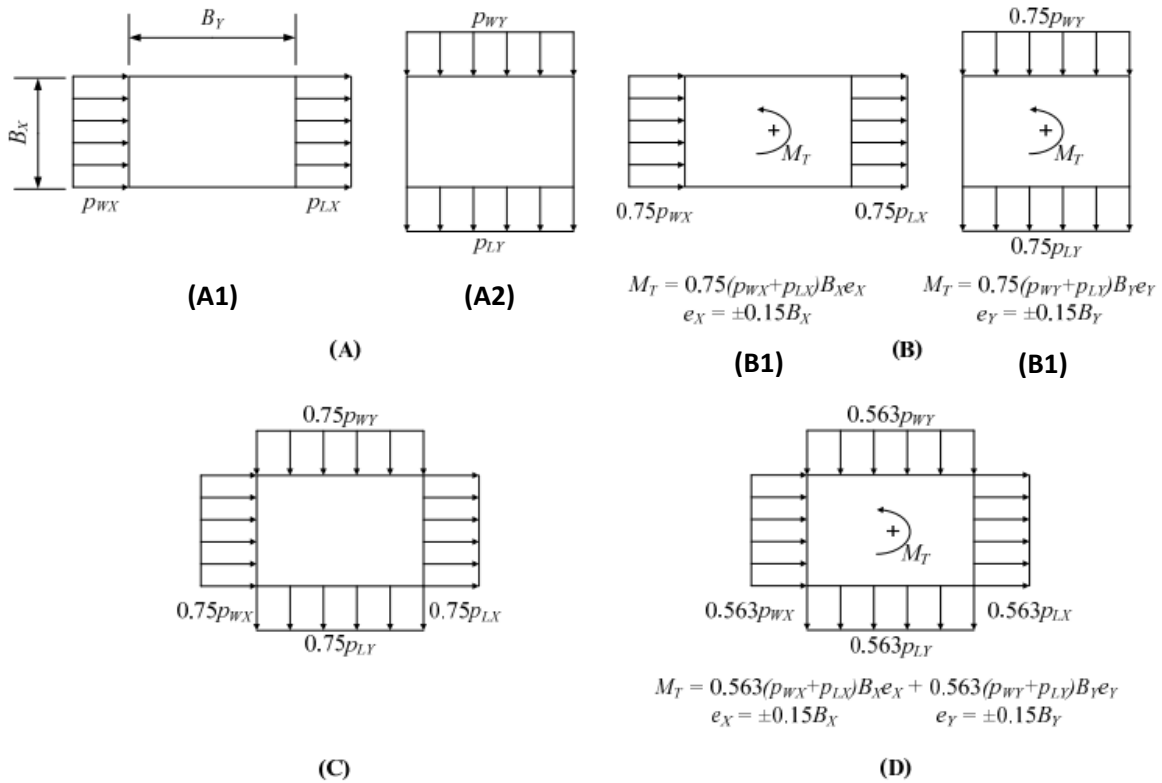 B_Y
B_X
p_WX
p_LX
(A1)
p_WY
p_LY
(A2)
(A)
M_T
0.75p_WX
0.75p_LX
M_T = 0.75(p_WX+p_LX)B_Xe_X
e_X = ±0.15B_X
(B1)
0.75p_WY
M_T
0.75p_LY
M_T = 0.75(p_WY+p_LY)B_Ye_Y
e_Y = ±0.15B_Y
(B1)
(B)
0.75p_WY
0.75p_WX
0.75p_LX
0.75p_LY
(C)
0.563p_WY
M_T
0.563p_WX
0.563p_LX
0.563p_LY
M_T = 0.563(p_WX+p_LX)B_Xe_X + 0.563(p_WY+p_LY)B_Ye_Y
e_X = ±0.15B_X e_Y = ±0.15B_Y
(D)